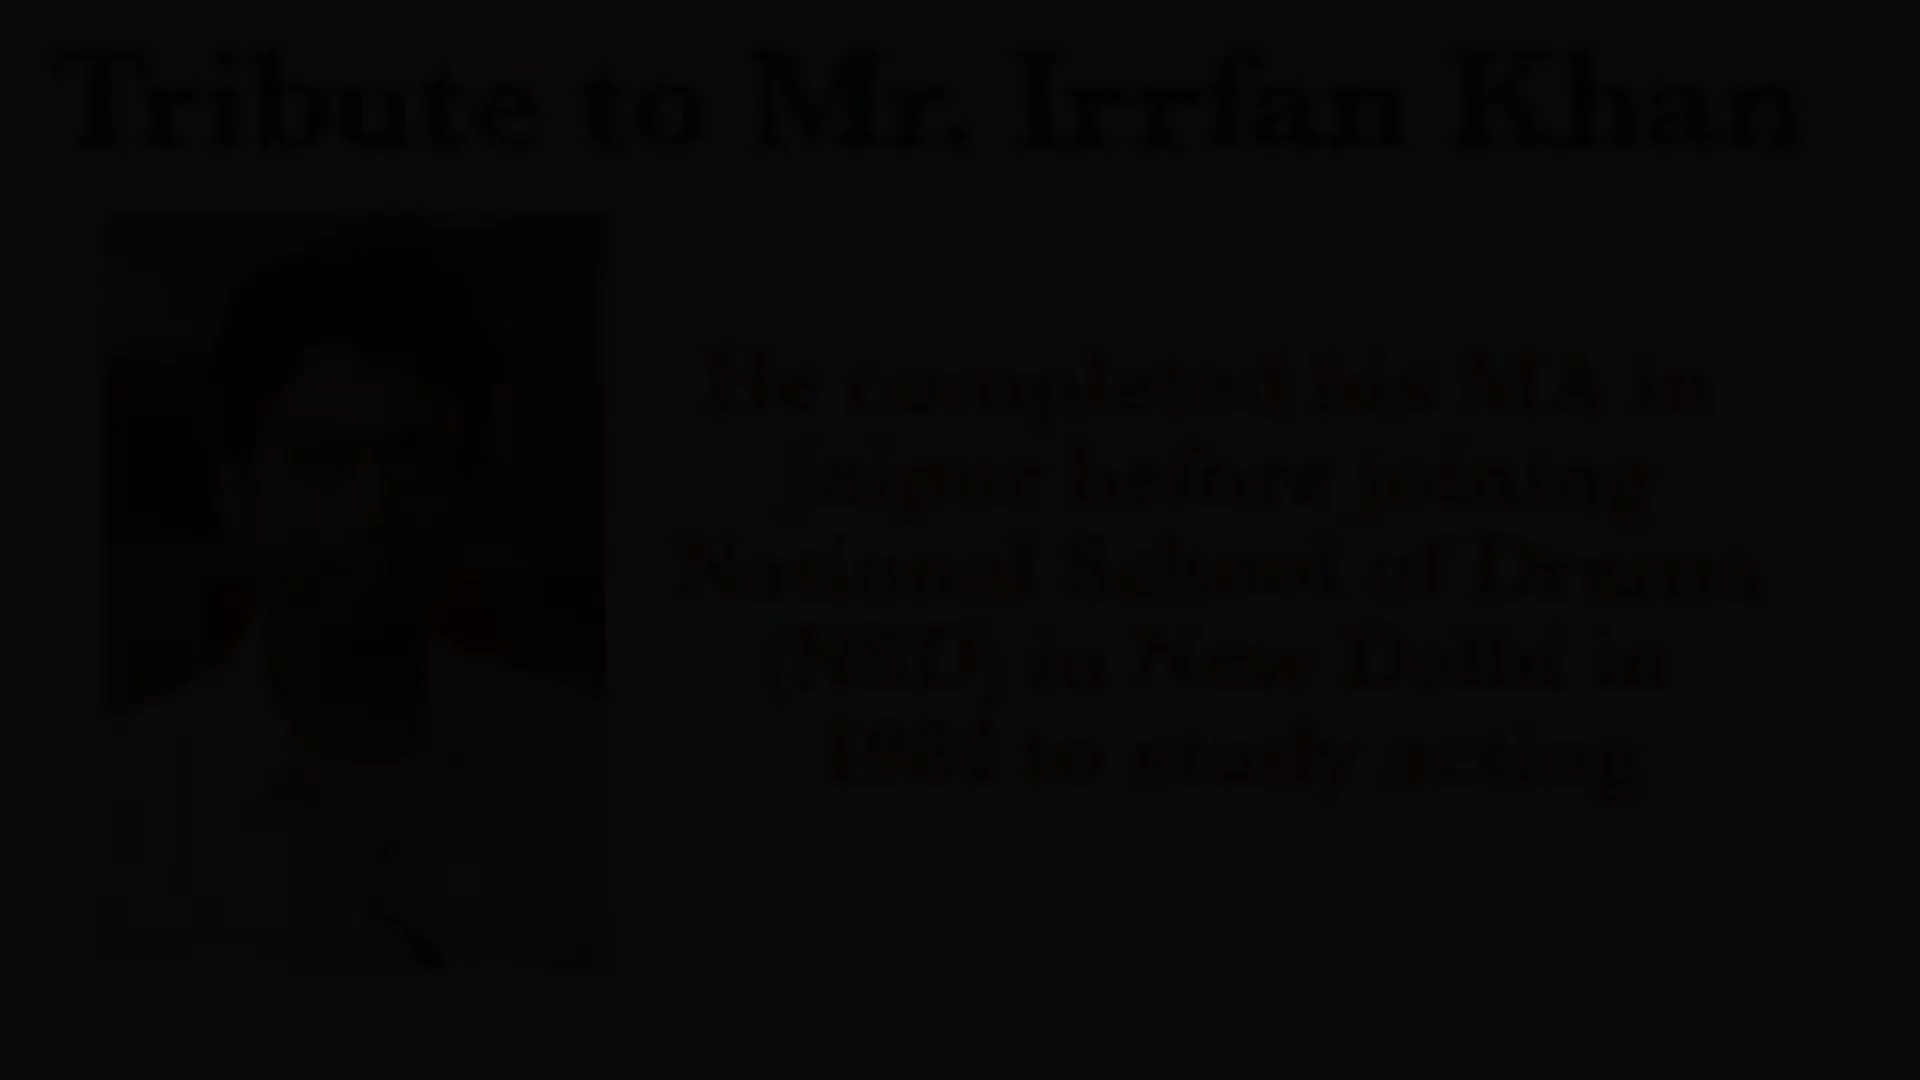 Tribute to Mr. Irrfan Khan
He completed his MA in
Jaipur before joining
National School of Drama
(NSD) in New Delhi in
1984 to study acting